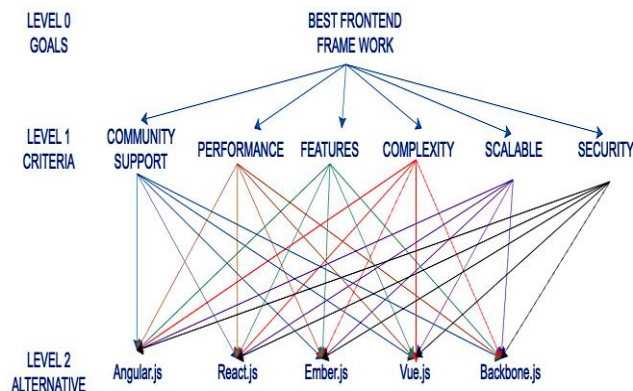 LEVEL 0
GOALS
BEST FRONTEND
FRAME WORK
LEVEL 1
CRITERIA
COMMUNITY
SUPPORT
PERFORMANCE
FEATURES
COMPLEXITY
SCALABLE
SECURITY
LEVEL 2
ALTERNATIVE
Angular.js
React.js
Ember.js
Vue.js
Backbone.js